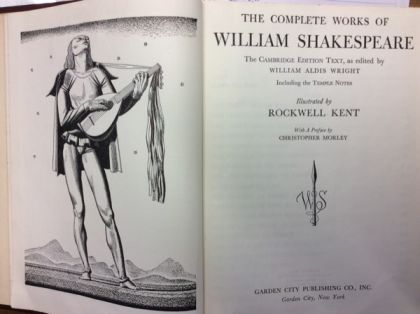 THE COMPLETE WORKS OF
WILLIAM SHAKESPEARE
The Cambridge Edition Text, as edited by
WILLIAM ALDIS WRIGHT
Including the Temple Notes
Illustrated by
ROCKWELL KENT
With A Preface by
CHRISTOPHER MORLEY
WS
GARDEN CITY PUBLISHING CO., INC.
Garden City, New York